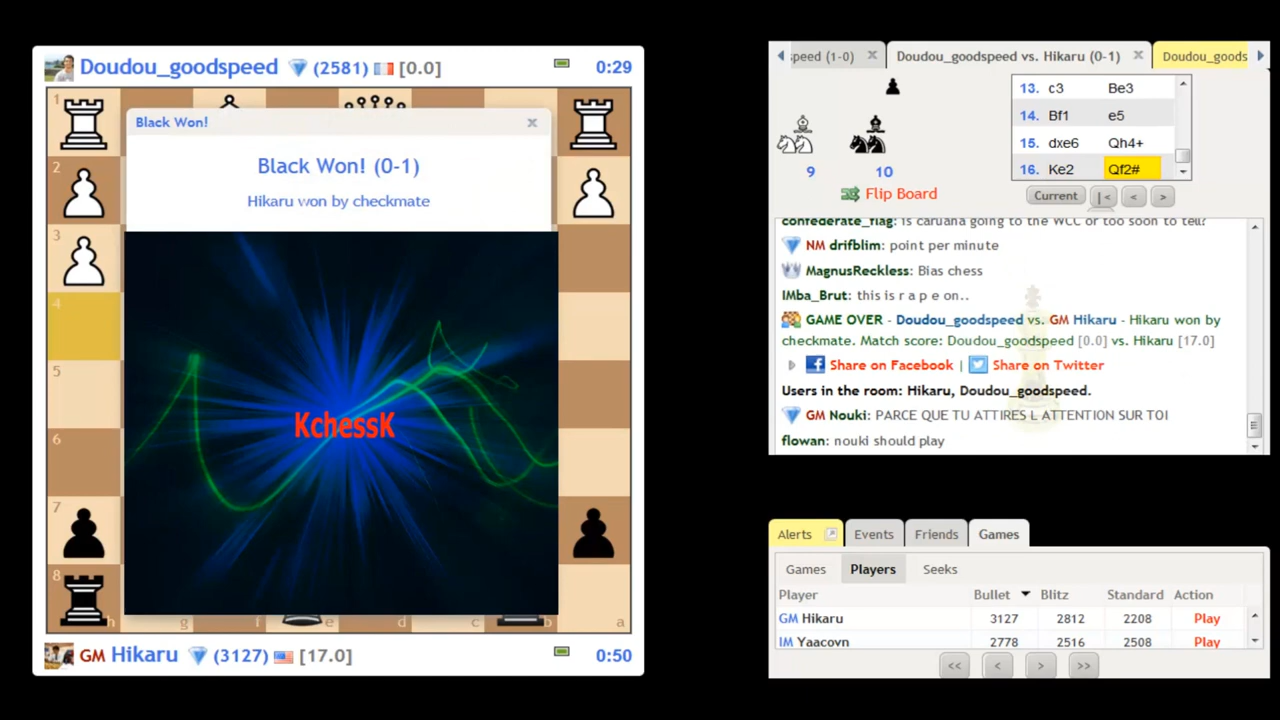 Doudou_goodspeed (2581) [0.0] 0:29
1
2
3
4
5
6
7
8
h g f e d c b a
Black Won!
Black Won! (0-1)
Hikaru won by checkmate
KchessK
GM Hikaru (3127) [17.0] 0:50
speed (1-0) Doudou_goodspeed vs. Hikaru (0-1) Doudou_goods
13. c3 Be3
14. Bf1 e5
15. dxe6 Qh4+
16. Ke2 Qf2#
9 10
Flip Board
Current |< < >
confederate_flag: is caruana going to the WCC or too soon to tell?
NM drifblim: point per minute
MagnusReckless: Bias chess
IMba_Brut: this is r a p e on..
GAME OVER - Doudou_goodspeed vs. GM Hikaru - Hikaru won by
checkmate. Match score: Doudou_goodspeed [0.0] vs. Hikaru [17.0]
Share on Facebook | Share on Twitter
Users in the room: Hikaru, Doudou_goodspeed.
GM Nouki: PARCE QUE TU ATTIRES L ATTENTION SUR TOI
flowan: nouki should play
Alerts Events Friends Games
Games Players Seeks
Player Bullet Blitz Standard Action
GM Hikaru 3127 2812 2208 Play
IM Yaacovn 2778 2516 2508 Play
<< < > >>